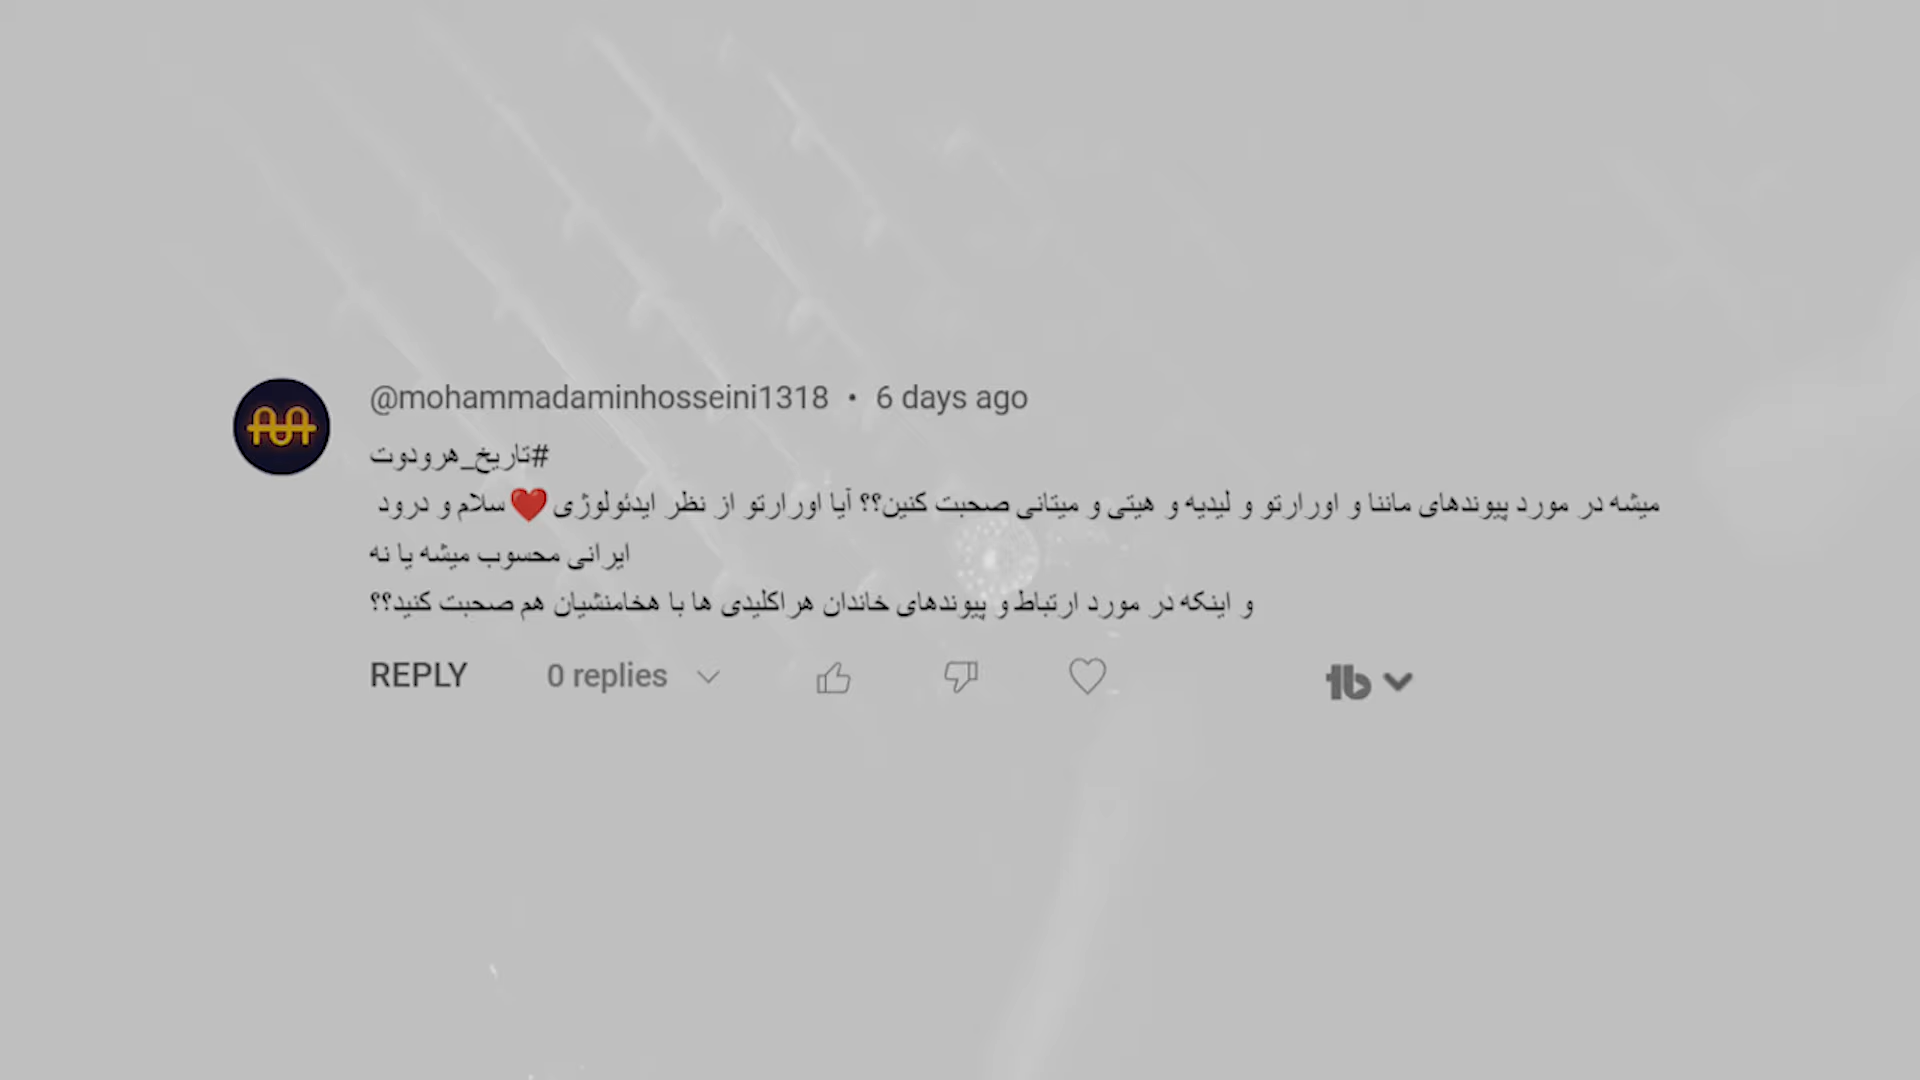 @mohammadaminhosseini1318 • 6 days ago
#تاریخ_هرودوت
سلام و درود ❤️ میشه در مورد پیوندهای ماننا و اورارتو و لیدیه و هیتی و میتانی صحبت کنین؟؟ آیا اورارتو از نظر ایدئولوژی
ایرانی محسوب میشه یا نه
و اینکه در مورد ارتباط و پیوندهای خاندان هراکلیدی ها با هخامنشیان هم صحبت کنید؟؟
REPLY 0 replies